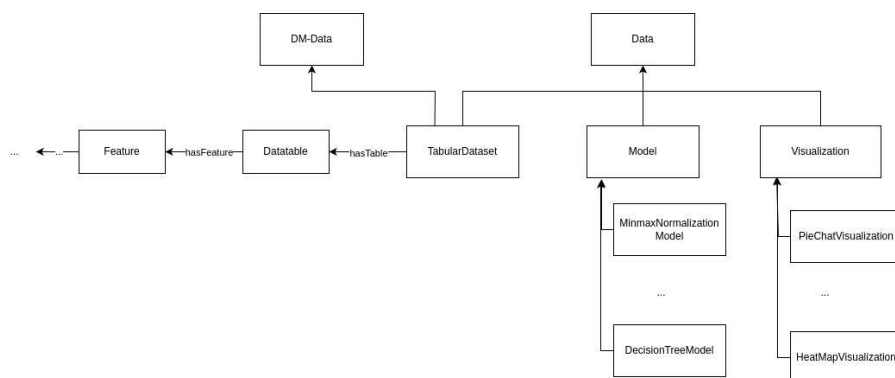 DM-Data
Data
...
...
Feature
hasFeature
Datatable
hasTable
TabularDataset
Model
Visualization
MinmaxNormalization
Model
PieChatVisualization
...
...
DecisionTreeModel
HeatMapVisualization